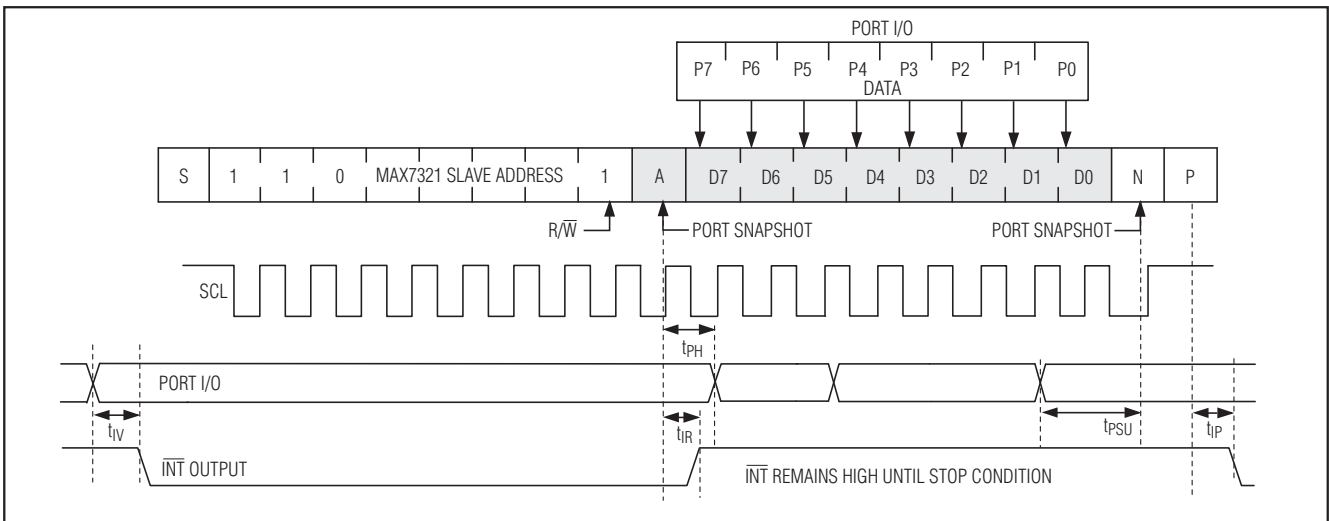 PORT I/O
P7 P6 P5 P4 P3 P2 P1 P0
DATA
S 1 1 0 MAX7321 SLAVE ADDRESS 1 A D7 D6 D5 D4 D3 D2 D1 D0 N P
R/W̅ PORT SNAPSHOT PORT SNAPSHOT
SCL
tPH
PORT I/O
tIV tIR tPSU tIP
I̅N̅T̅ OUTPUT I̅N̅T̅ REMAINS HIGH UNTIL STOP CONDITION